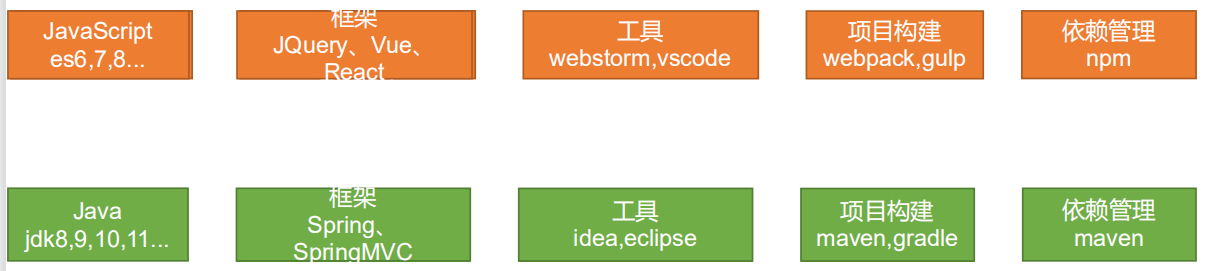 JavaScript
es6,7,8...
框架
JQuery、Vue、
React
工具
webstorm,vscode
项目构建
webpack,gulp
依赖管理
npm
Java
jdk8,9,10,11...
框架
Spring、
SpringMVC
工具
idea,eclipse
项目构建
maven,gradle
依赖管理
maven